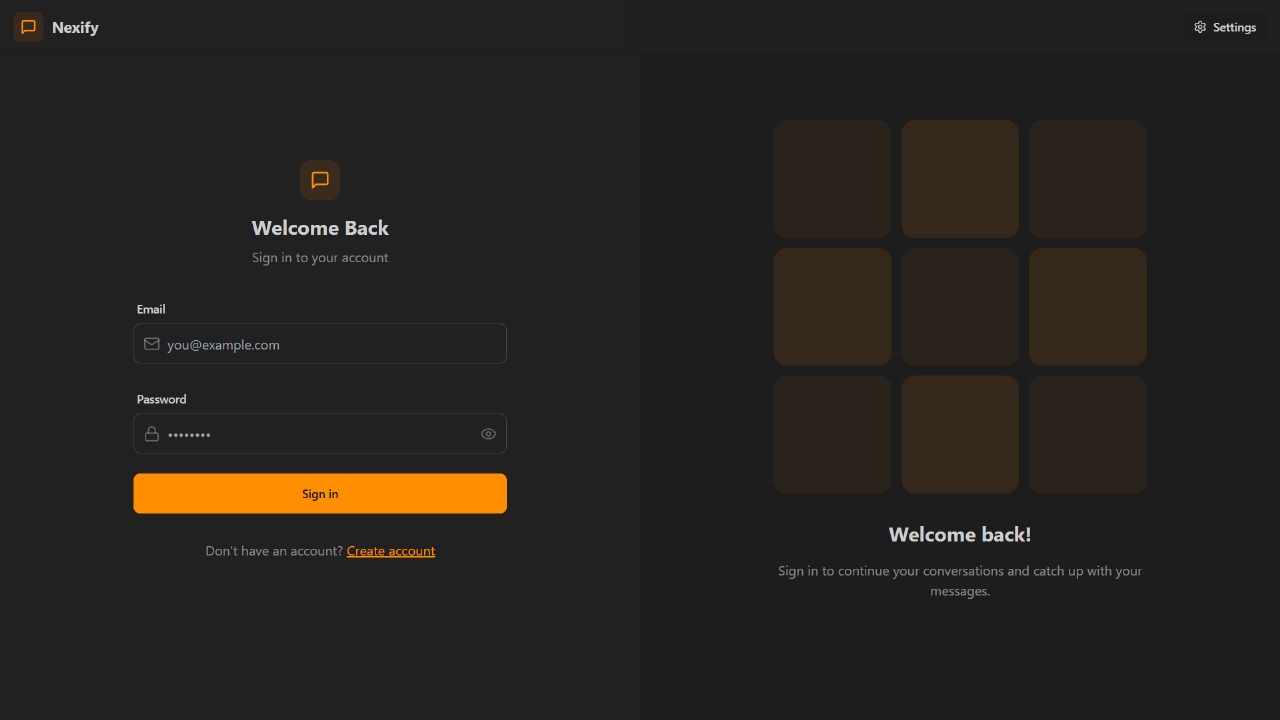 Nexify
Settings
Welcome Back
Sign in to your account
Email
you@example.com
Password
••••••••
Sign in
Don't have an account? Create account
Welcome back!
Sign in to continue your conversations and catch up with your
messages.